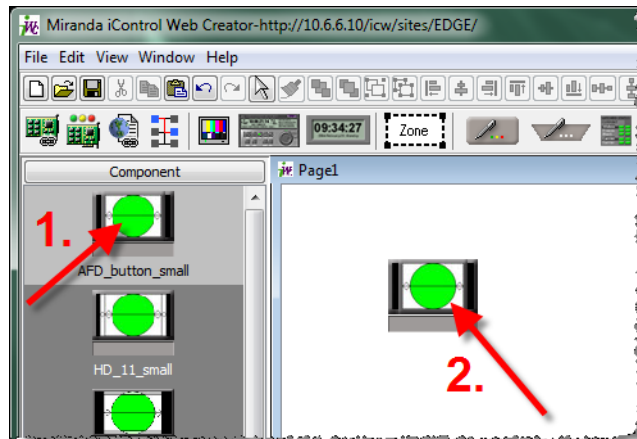 Miranda iControl Web Creator-http://10.6.6.10/icw/sites/EDGE/
File Edit View Window Help
09:34:27
Zone
Component
Page1
1.
AFD_button_small
2.
HD_11_small